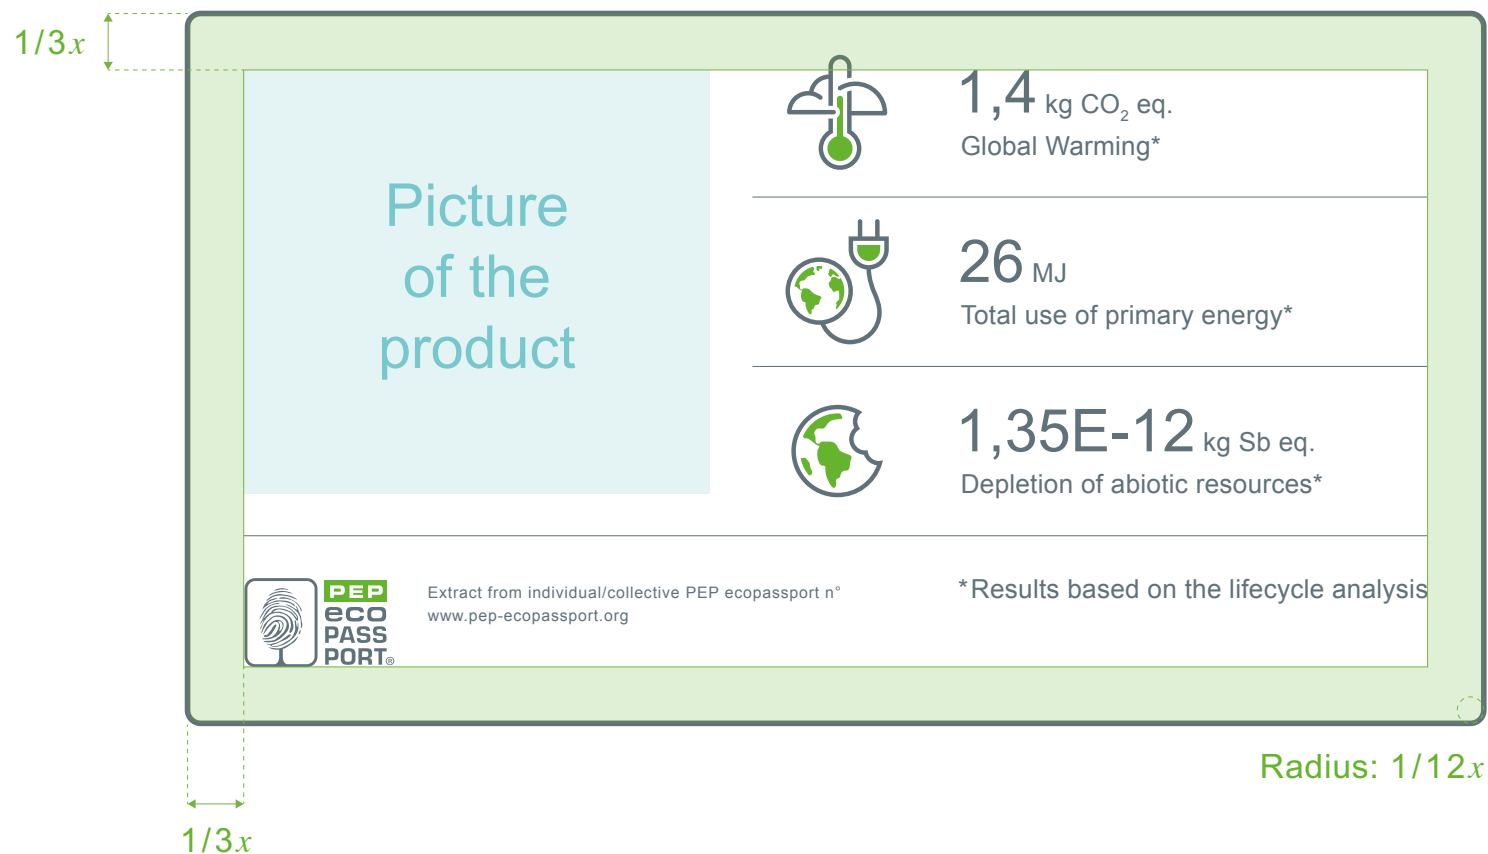 1/3x
Picture
of the
product
1,4 kg CO₂ eq.
Global Warming*
26 MJ
Total use of primary energy*
1,35E-12 kg Sb eq.
Depletion of abiotic resources*
PEP
eco
PASS
PORT®
Extract from individual/collective PEP ecopassport n°
www.pep-ecopassport.org
*Results based on the lifecycle analysis
Radius: 1/12x
1/3x